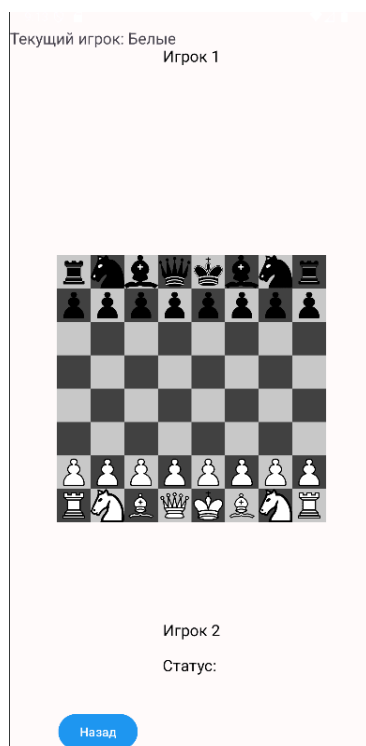 Текущий игрок: Белые
Игрок 1
Игрок 2
Статус:
Назад